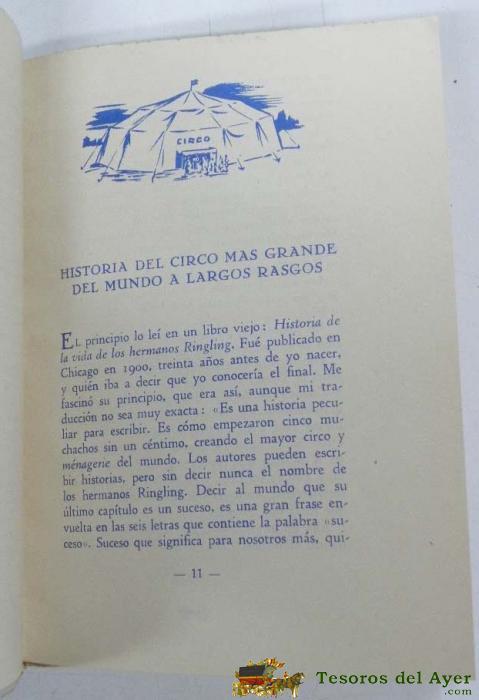 CIRCO
HISTORIA DEL CIRCO MAS GRANDE
DEL MUNDO A LARGOS RASGOS
EL principio lo leí en un libro viejo: Historia de
la vida de los hermanos Ringling. Fué publicado en
Chicago en 1900, treinta años antes de yo nacer,
y quién iba a decir que yo conocería el final. Me
fascinó su principio, que era así, aunque mi tra-
ducción no sea muy exacta: «Es una historia pecu-
liar para escribir. Es cómo empezaron cinco mu-
chachos sin un céntimo, creando el mayor circo y
ménagerie del mundo. Los autores pueden escri-
bir historias, pero sin decir nunca el nombre de
los hermanos Ringling. Decir al mundo que su
último capítulo es un suceso, es una gran frase en-
vuelta en las seis letras que contiene la palabra «su-
ceso». Suceso que significa para nosotros más, qui-
— 11 —
Tesoros del Ayer
.com